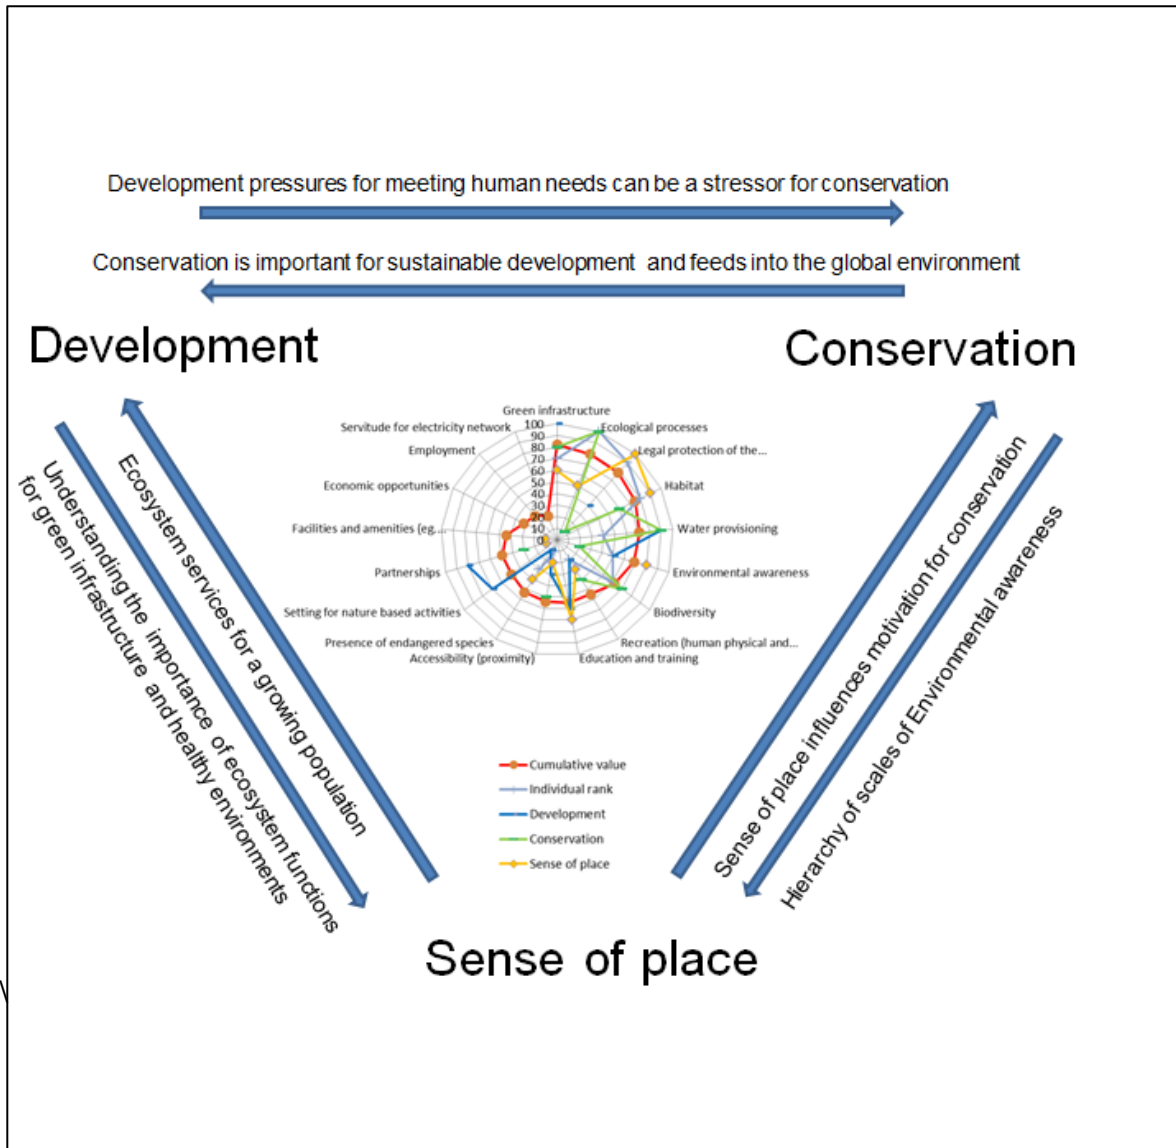 Development pressures for meeting human needs can be a stressor for conservation
Conservation is important for sustainable development and feeds into the global environment
Development
Conservation
Green infrastructure
Ecological processes
Legal protection of the...
Habitat
Water provisioning
Environmental awareness
Biodiversity
Recreation (human physical and...
Education and training
Accessibility (proximity)
Presence of endangered species
Setting for nature based activities
Partnerships
Facilities and amenities (eg....
Economic opportunities
Employment
Servitude for electricity network
100
90
80
70
60
50
40
30
20
10
0
Understanding the importance of ecosystem functions
for green infrastructure and healthy environments
Ecosystem services for a growing population
Sense of place influences motivation for conservation
Hierarchy of scales of Environmental awareness
Cumulative value
Individual rank
Development
Conservation
Sense of place
Sense of place
\